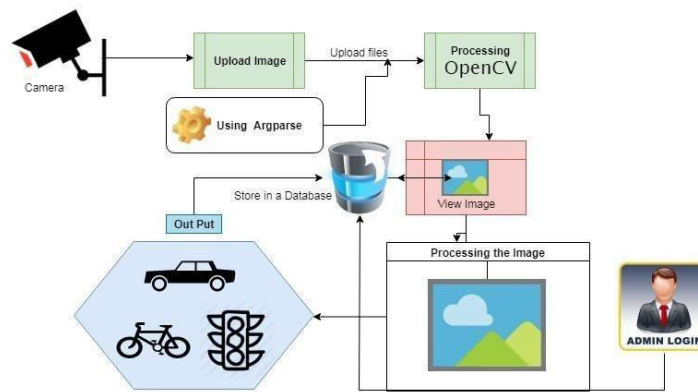 Camera
Upload Image
Upload files
Processing
OpenCV
Using Argparse
Store in a Database
View Image
Out Put
Processing the Image
ADMIN LOGIN